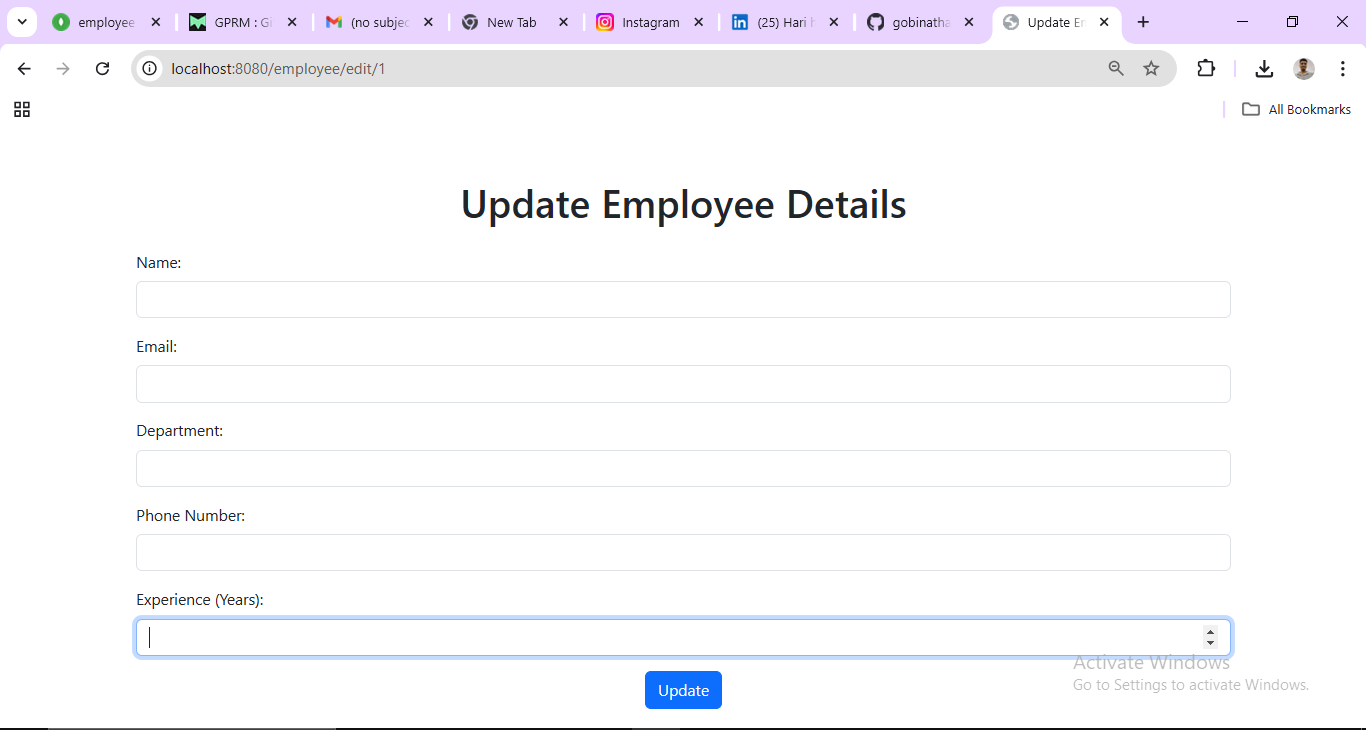 employee
GPRM : Gi
(no subjec
New Tab
Instagram
(25) Hari h
gobinatha
Update Er
localhost:8080/employee/edit/1
All Bookmarks
Update Employee Details
Name:
Email:
Department:
Phone Number:
Experience (Years):
Activate Windows
Go to Settings to activate Windows.
Update